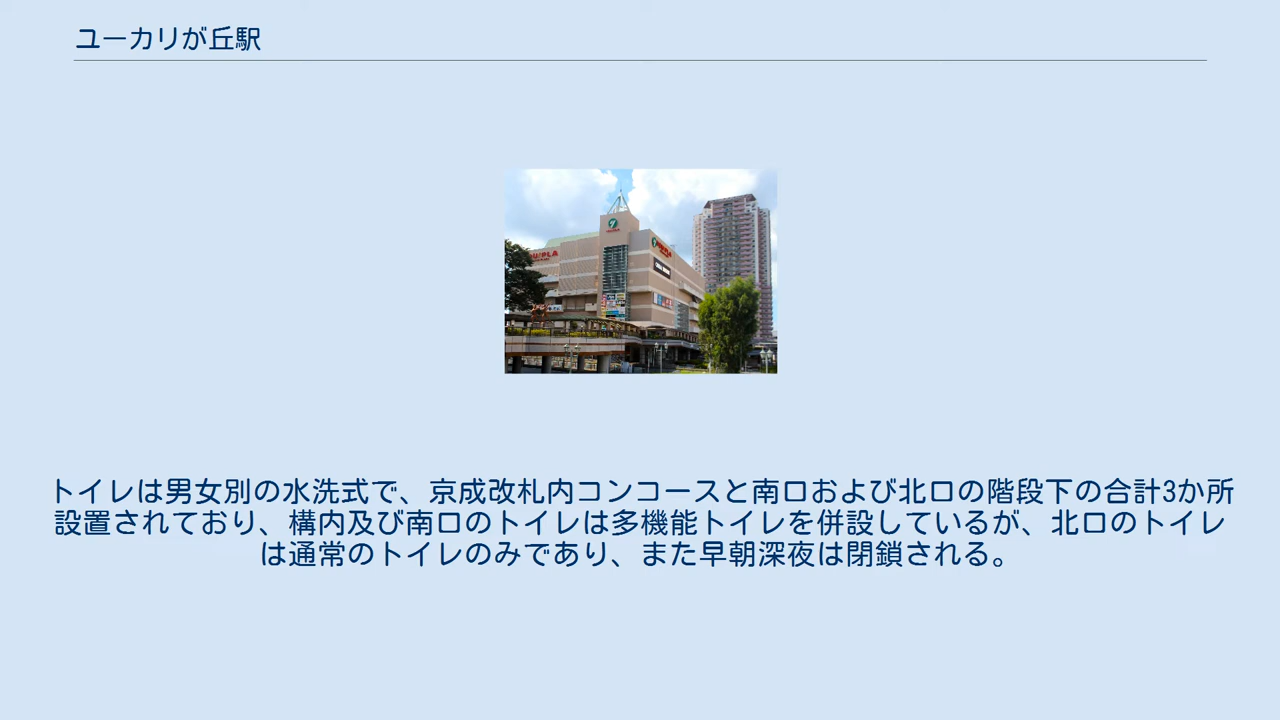 ユーカリが丘駅
トイレは男女別の水洗式で、京成改札内コンコースと南口および北口の階段下の合計3か所
設置されており、構内及び南口のトイレは多機能トイレを併設しているが、北口のトイレ
は通常のトイレのみであり、また早朝深夜は閉鎖される。